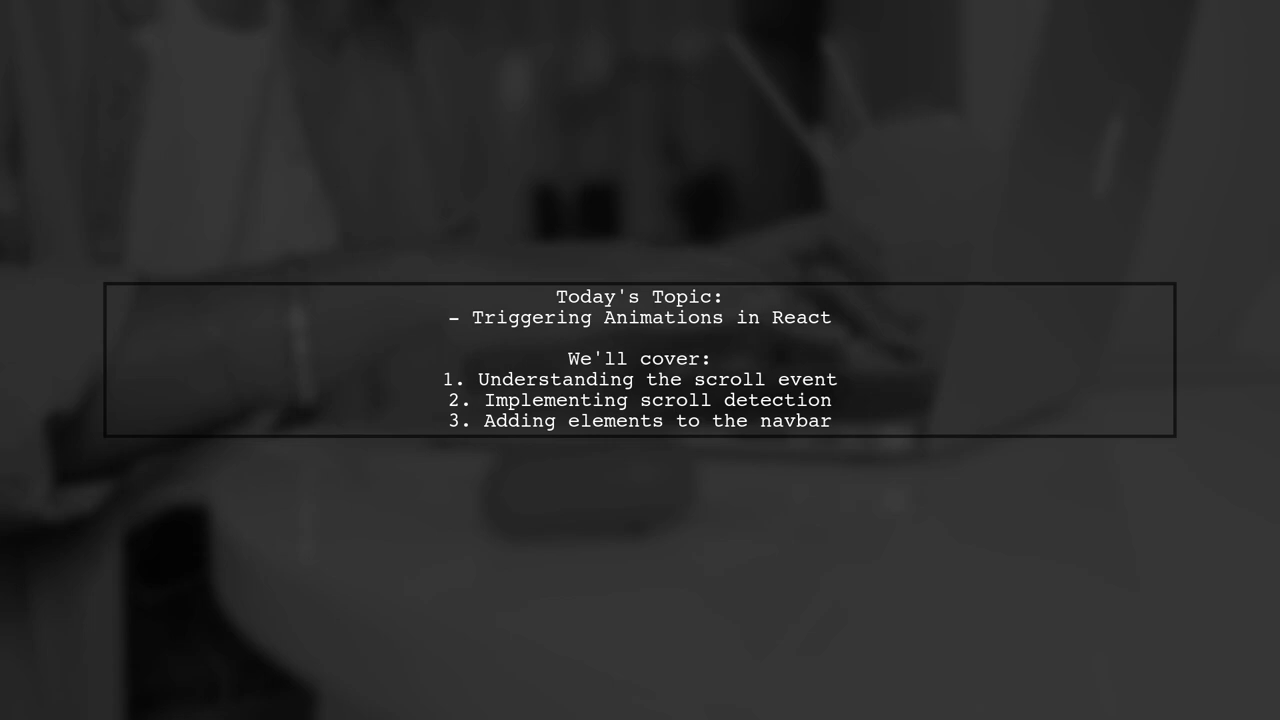 Today's Topic:
– Triggering Animations in React
We'll cover:
1. Understanding the scroll event
2. Implementing scroll detection
3. Adding elements to the navbar